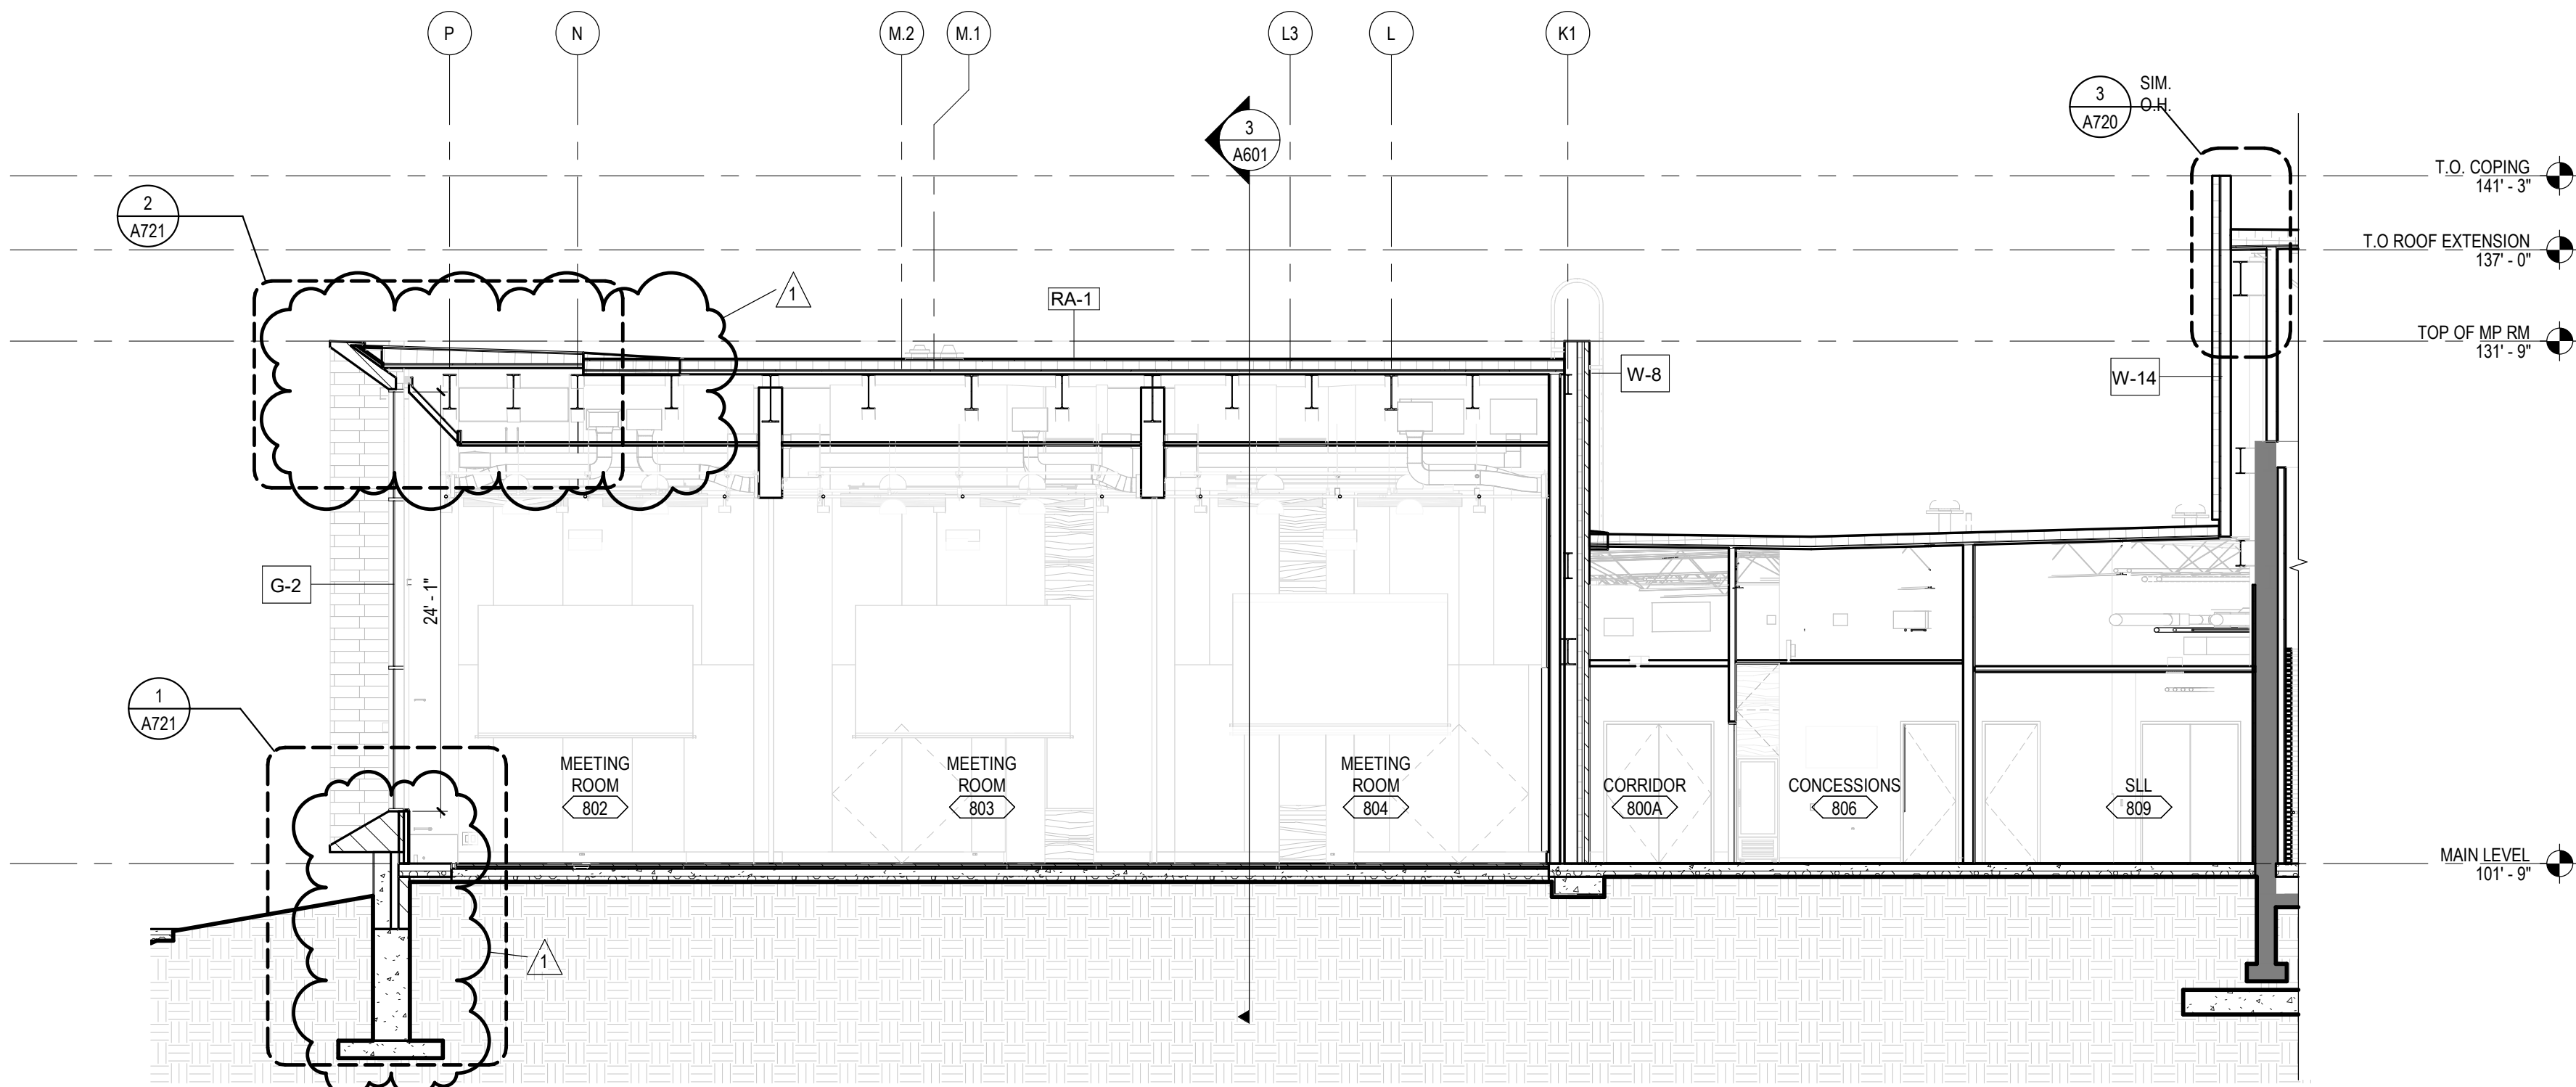 P
N
M.2
M.1
L3
L
K1
3
A601
3
A720
SIM.
O.H.
T.O. COPING
141' - 3"
2
A721
T.O ROOF EXTENSION
137' - 0"
1
RA-1
TOP OF MP RM
131' - 9"
W-8
W-14
G-2
24' - 1"
1
A721
MEETING
ROOM
802
MEETING
ROOM
803
MEETING
ROOM
804
CORRIDOR
800A
CONCESSIONS
806
SLL
809
MAIN LEVEL
101' - 9"
1